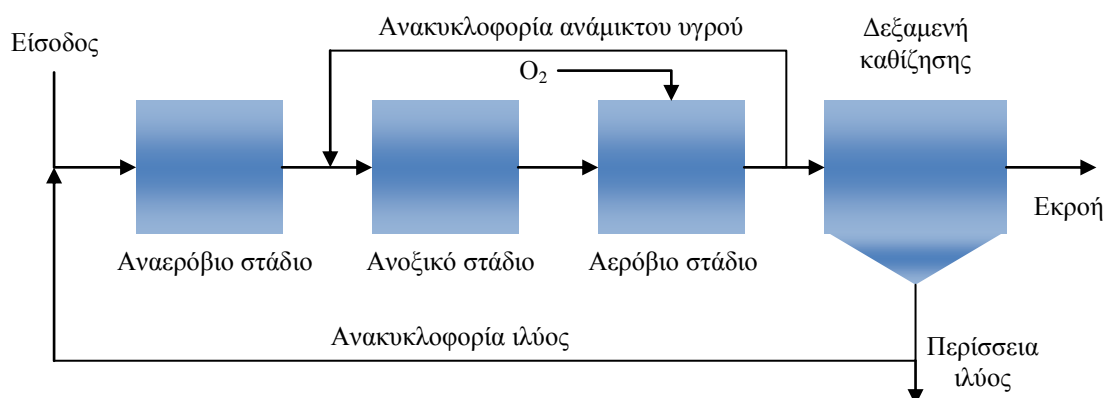 Είσοδος
Ανακυκλοφορία ανάμικτου υγρού
O2
Δεξαμενή
καθίζησης
Εκροή
Αναερόβιο στάδιο
Ανοξικό στάδιο
Αερόβιο στάδιο
Ανακυκλοφορία ιλύος
Περίσσεια
ιλύος